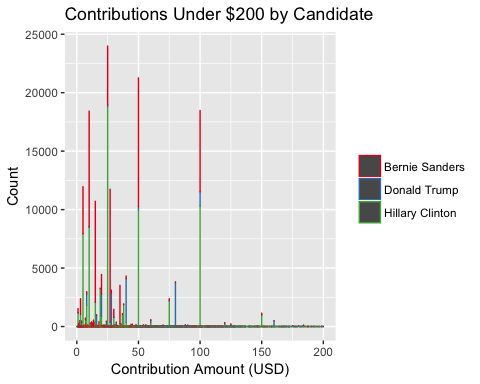 Contributions Under $200 by Candidate
25000
20000
15000
10000
5000
0
Count
0 50 100 150 200
Contribution Amount (USD)
Bernie Sanders
Donald Trump
Hillary Clinton